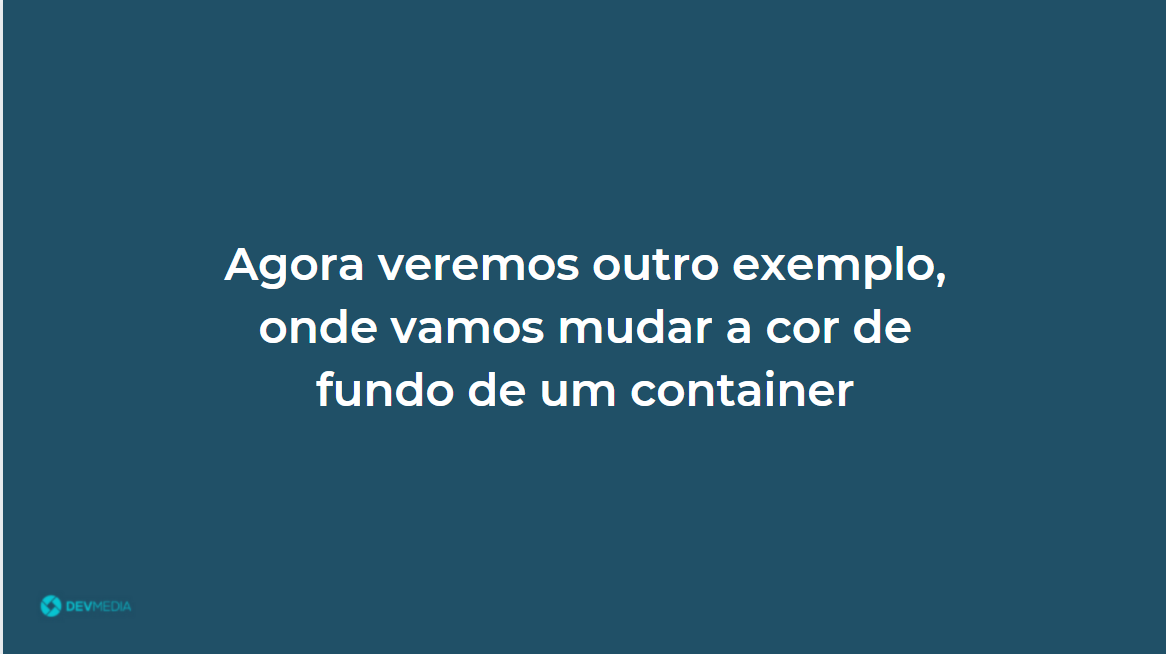 Agora veremos outro exemplo,
onde vamos mudar a cor de
fundo de um container
DEVMEDIA